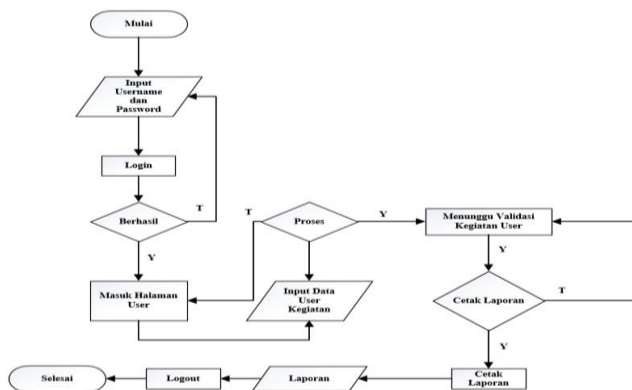 Mulai
Input
Username
dan
Password
Login
Berhasil
T
Y
Masuk Halaman
User
T
Proses
Y
Input Data
User
Kegiatan
Menunggu Validasi
Kegiatan User
Y
Cetak Laporan
T
Y
Cetak
Laporan
Laporan
Logout
Selesai